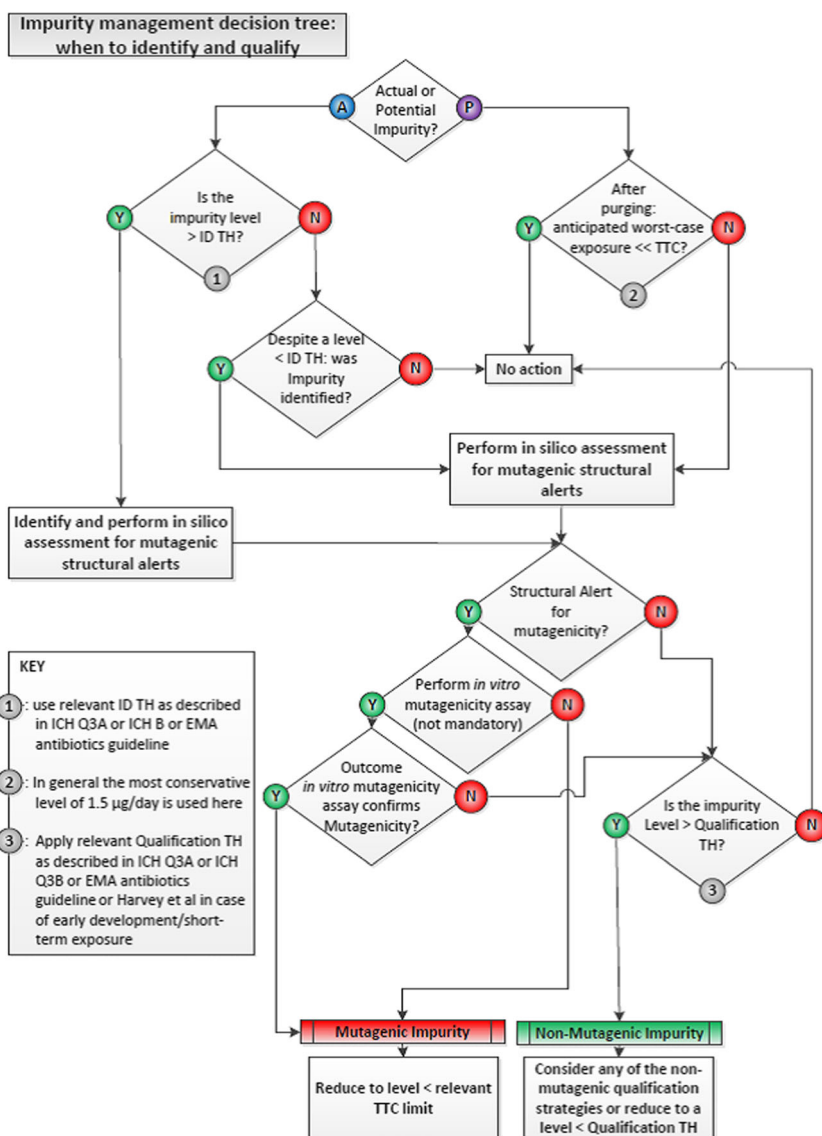 Impurity management decision tree:
when to identify and qualify
Actual or
Potential
Impurity?
A
P
Is the
impurity level
> ID TH?
Y
N
1
After
purging:
anticipated worst-case
exposure << TTC?
Y
N
2
Despite a level
< ID TH: was
Impurity
identified?
Y
N
No action
Perform in silico assessment
for mutagenic structural
alerts
Identify and perform in silico
assessment for mutagenic
structural alerts
Structural Alert
for
mutagenicity?
Y
N
Perform in vitro
mutagenicity assay
(not mandatory)
Y
N
Outcome
in vitro mutagenicity
assay confirms
Mutagenicity?
Y
N
Is the impurity
Level > Qualification
TH?
Y
N
3
KEY
1 : use relevant ID TH as described
in ICH Q3A or ICH B or EMA
antibiotics guideline
2 : In general the most conservative
level of 1.5 µg/day is used here
3 : Apply relevant Qualification TH
as described in ICH Q3A or ICH
Q3B or EMA antibiotics
guideline or Harvey et al in case
of early development/short-
term exposure
Mutagenic Impurity
Non-Mutagenic Impurity
Reduce to level < relevant
TTC limit
Consider any of the non-
mutagenic qualification
strategies or reduce to a
level < Qualification TH